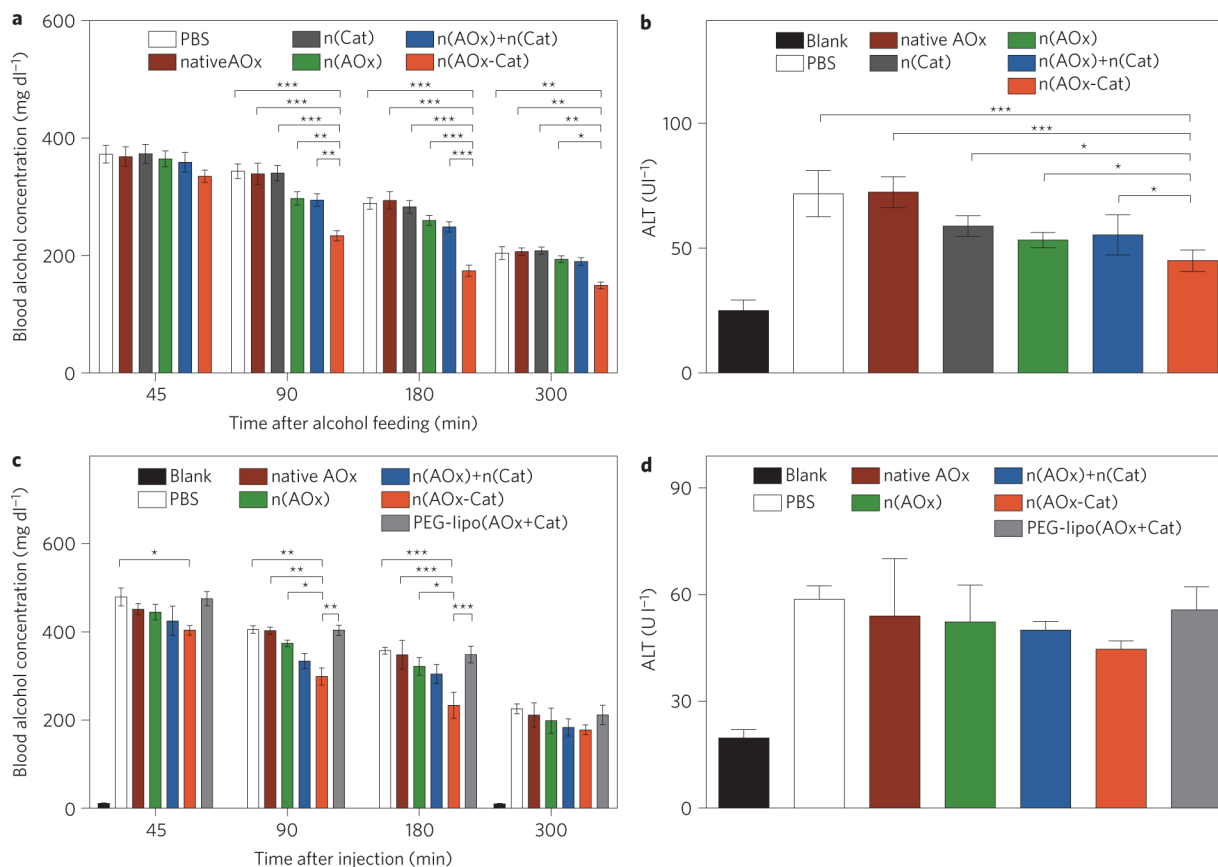 a
Blood alcohol concentration (mg dl−1)
600
400
200
0
PBS
nativeAOx
n(Cat)
n(AOx)
n(AOx)+n(Cat)
n(AOx-Cat)
*** *** **
*** *** **
*** *** **
** *** *
** ***
45 90 180 300
Time after alcohol feeding (min)
b
ALT (Ul−1)
100
50
0
Blank
PBS
native AOx
n(Cat)
n(AOx)
n(AOx)+n(Cat)
n(AOx-Cat)
***
***
*
*
*
c
Blood alcohol concentration (mg dl−1)
600
400
200
0
Blank
PBS
native AOx
n(AOx)
n(AOx)+n(Cat)
n(AOx-Cat)
PEG-lipo(AOx+Cat)
* ** ***
** ***
* *
** ***
45 90 180 300
Time after injection (min)
d
ALT (U l−1)
90
60
30
0
Blank
PBS
native AOx
n(AOx)
n(AOx)+n(Cat)
n(AOx-Cat)
PEG-lipo(AOx+Cat)